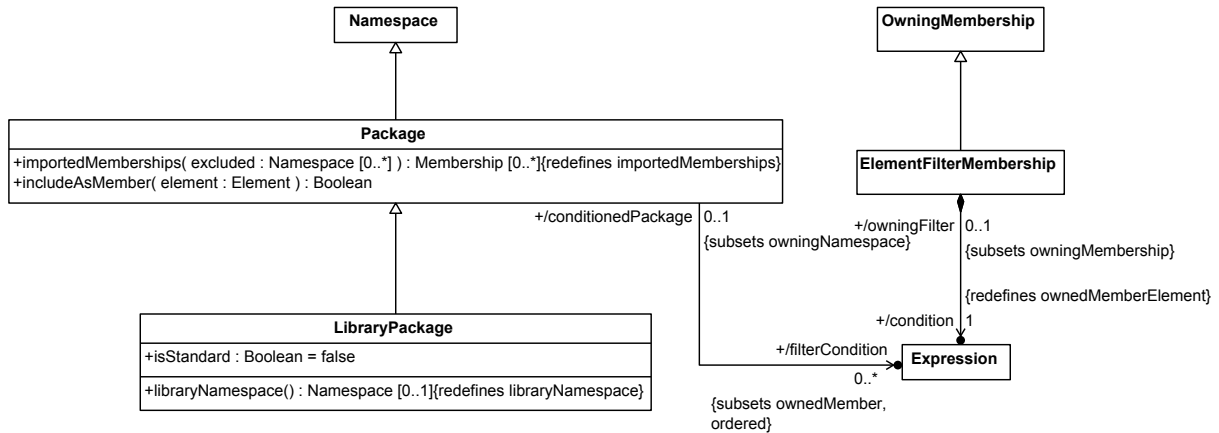 Namespace
OwningMembership
Package
+importedMemberships( excluded : Namespace [0..*] ) : Membership [0..*]{redefines importedMemberships}
+includeAsMember( element : Element ) : Boolean
ElementFilterMembership
+/conditionedPackage
0..1
{subsets owningNamespace}
+/owningFilter
0..1
{subsets owningMembership}
{redefines ownedMemberElement}
+/condition
1
LibraryPackage
+isStandard : Boolean = false
+libraryNamespace() : Namespace [0..1]{redefines libraryNamespace}
+/filterCondition
0..*
{subsets ownedMember,
ordered}
Expression